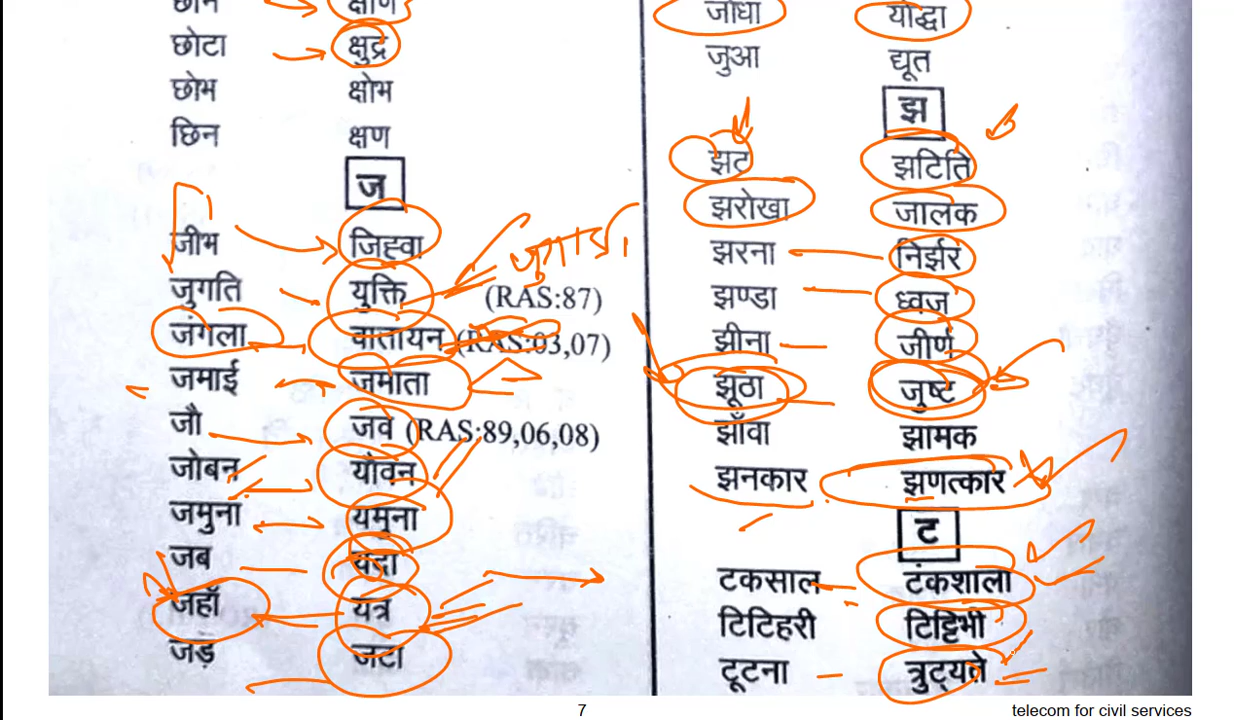 छोटा क्षुद्र
छोभ क्षोभ
छिन क्षण
ज
जीभ जिह्वा
जुगति युक्ति (RAS:87)
जंगला वातायन (RAS:03,07)
जमाई जमाता
जौ जव (RAS:89,06,08)
जोबन योवन
जमुना यमुना
जब यदा
जहाँ यत्र
जड़ जटा
जोधा योद्धा
जुआ द्यूत
झ
झट झटिति
झरोखा जालक
झरना निर्झर
झण्डा ध्वज
झीना जीर्ण
झूठा जुष्ट
झाँवा झामक
झनकार झणत्कार
ट
टकसाल टंकशाला
टिटिहरी टिट्टिभी
टूटना त्रुट्यते
7
telecom for civil services